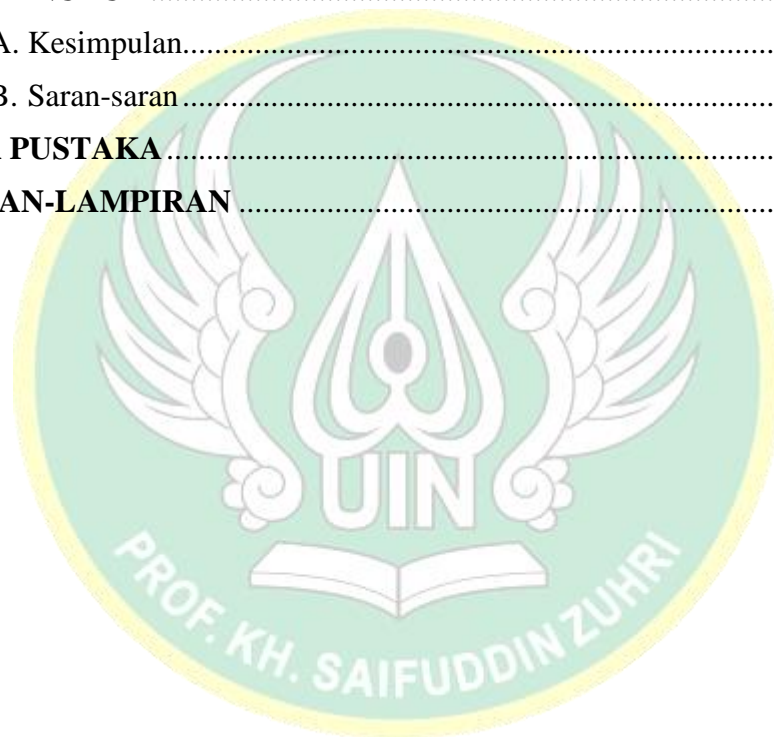 A. Kesimpulan................................................................
B. Saran-saran................................................................
PUSTAKA................................................................
AN-LAMPIRAN................................................................
UIN
PROF. KH. SAIFUDDIN ZUHRI